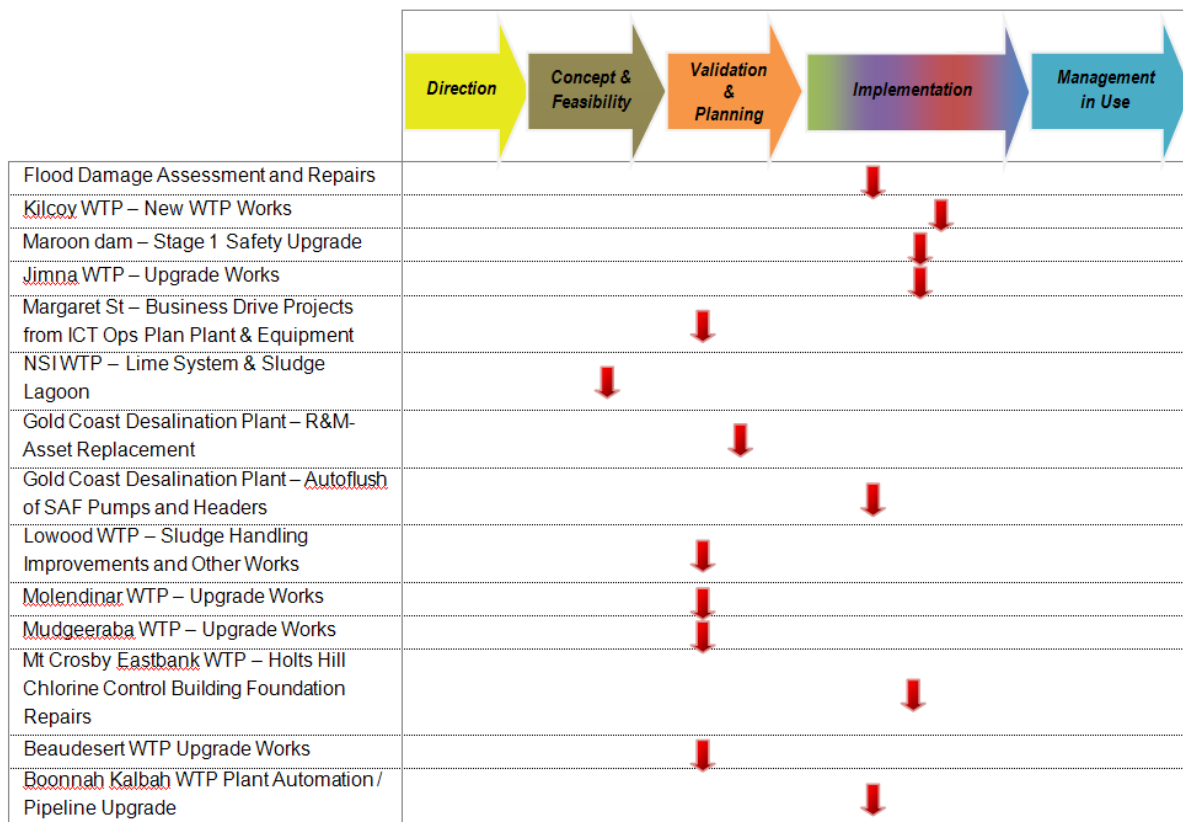 Direction
Concept &
Feasibility
Validation
&
Planning
Implementation
Management
in Use
Flood Damage Assessment and Repairs
Kilcoy WTP – New WTP Works
Maroon dam – Stage 1 Safety Upgrade
Jimna WTP – Upgrade Works
Margaret St – Business Drive Projects
from ICT Ops Plan Plant & Equipment
NSI WTP – Lime System & Sludge
Lagoon
Gold Coast Desalination Plant – R&M-
Asset Replacement
Gold Coast Desalination Plant – Autoflush
of SAF Pumps and Headers
Lowood WTP – Sludge Handling
Improvements and Other Works
Molendinar WTP – Upgrade Works
Mudgeeraba WTP – Upgrade Works
Mt Crosby Eastbank WTP – Holts Hill
Chlorine Control Building Foundation
Repairs
Beaudesert WTP Upgrade Works
Boonnah Kalbah WTP Plant Automation /
Pipeline Upgrade